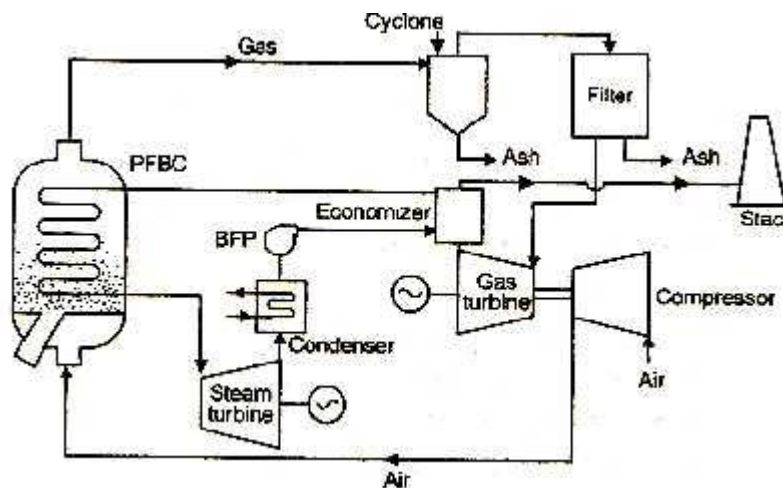 Cyclone
Gas
Filter
PFBC
Ash
Ash
Economizer
Stac
BFP
Gas
turbine
Compressor
Condenser
Air
Steam
turbine
Air